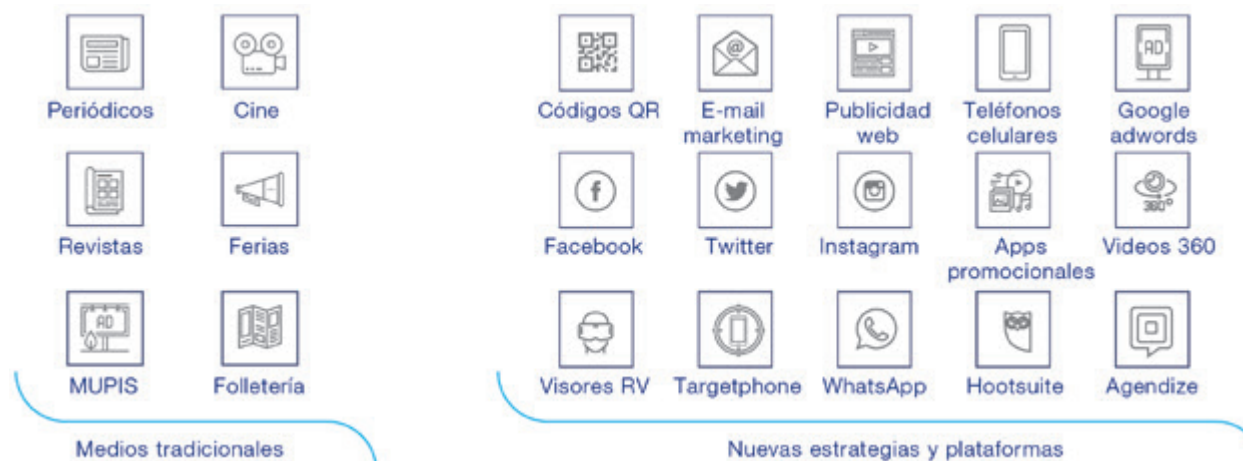 Periódicos
Cine
Revistas
Ferias
AD
MUPIS
Folletería
Medios tradicionales
AD
Códigos QR
E-mail
marketing
Publicidad
web
Teléfonos
celulares
Google
adwords
360°
Facebook
Twitter
Instagram
Apps
promocionales
Videos 360
Visores RV
Targetphone
WhatsApp
Hootsuite
Agendize
Nuevas estrategias y plataformas